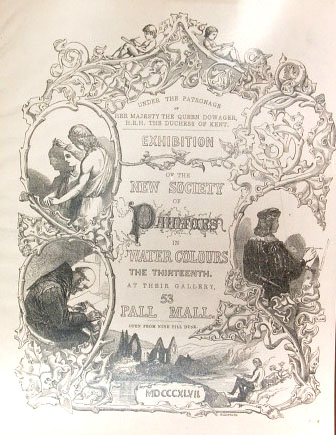 UNDER THE PATRONAGE
OF
HER MAJESTY THE QUEEN DOWAGER,
H.R.H. THE DUCHESS OF KENT.
EXHIBITION
OF THE
NEW SOCIETY
OF
PAINTERS
IN
WATER COLOURS
THE THIRTEENTH.
AT THEIR GALLERY,
53
PALL MALL.
OPEN FROM NINE TILL DUSK.
MDCCCXLVII.